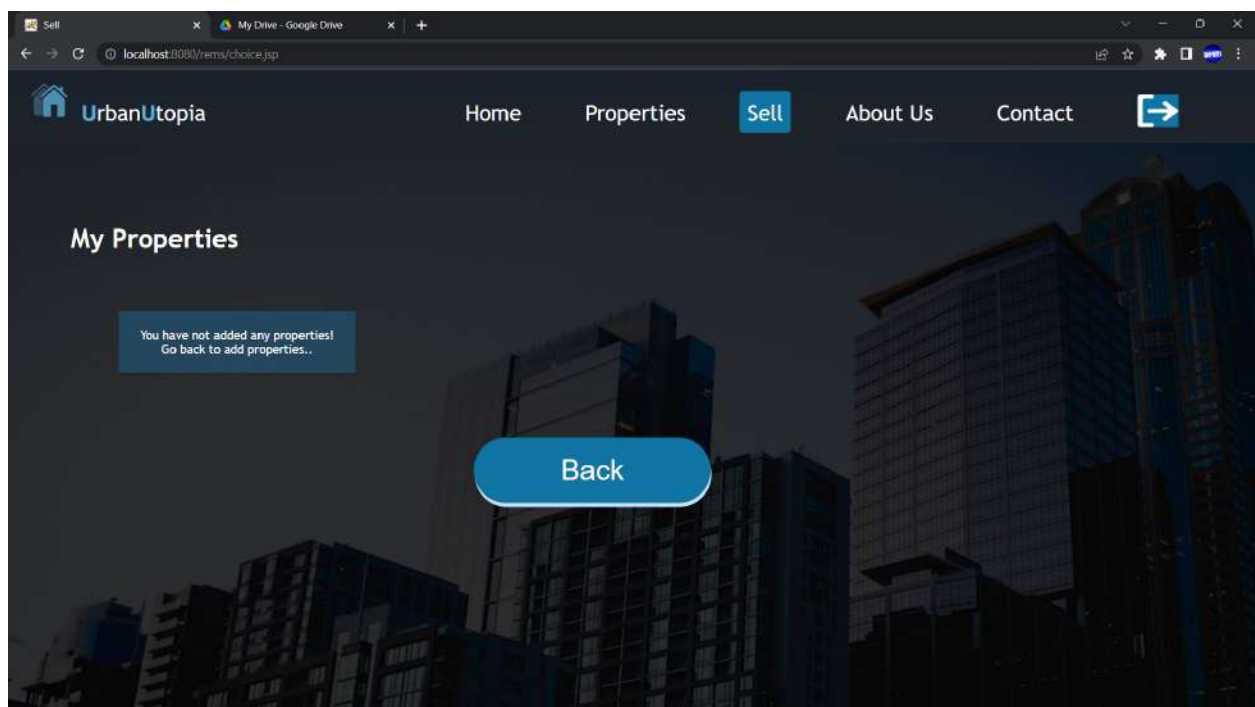 Sell
My Drive - Google Drive
localhost:8080/rems/choice.jsp
UrbanUtopia
Home
Properties
Sell
About Us
Contact
My Properties
You have not added any properties!
Go back to add properties..
Back